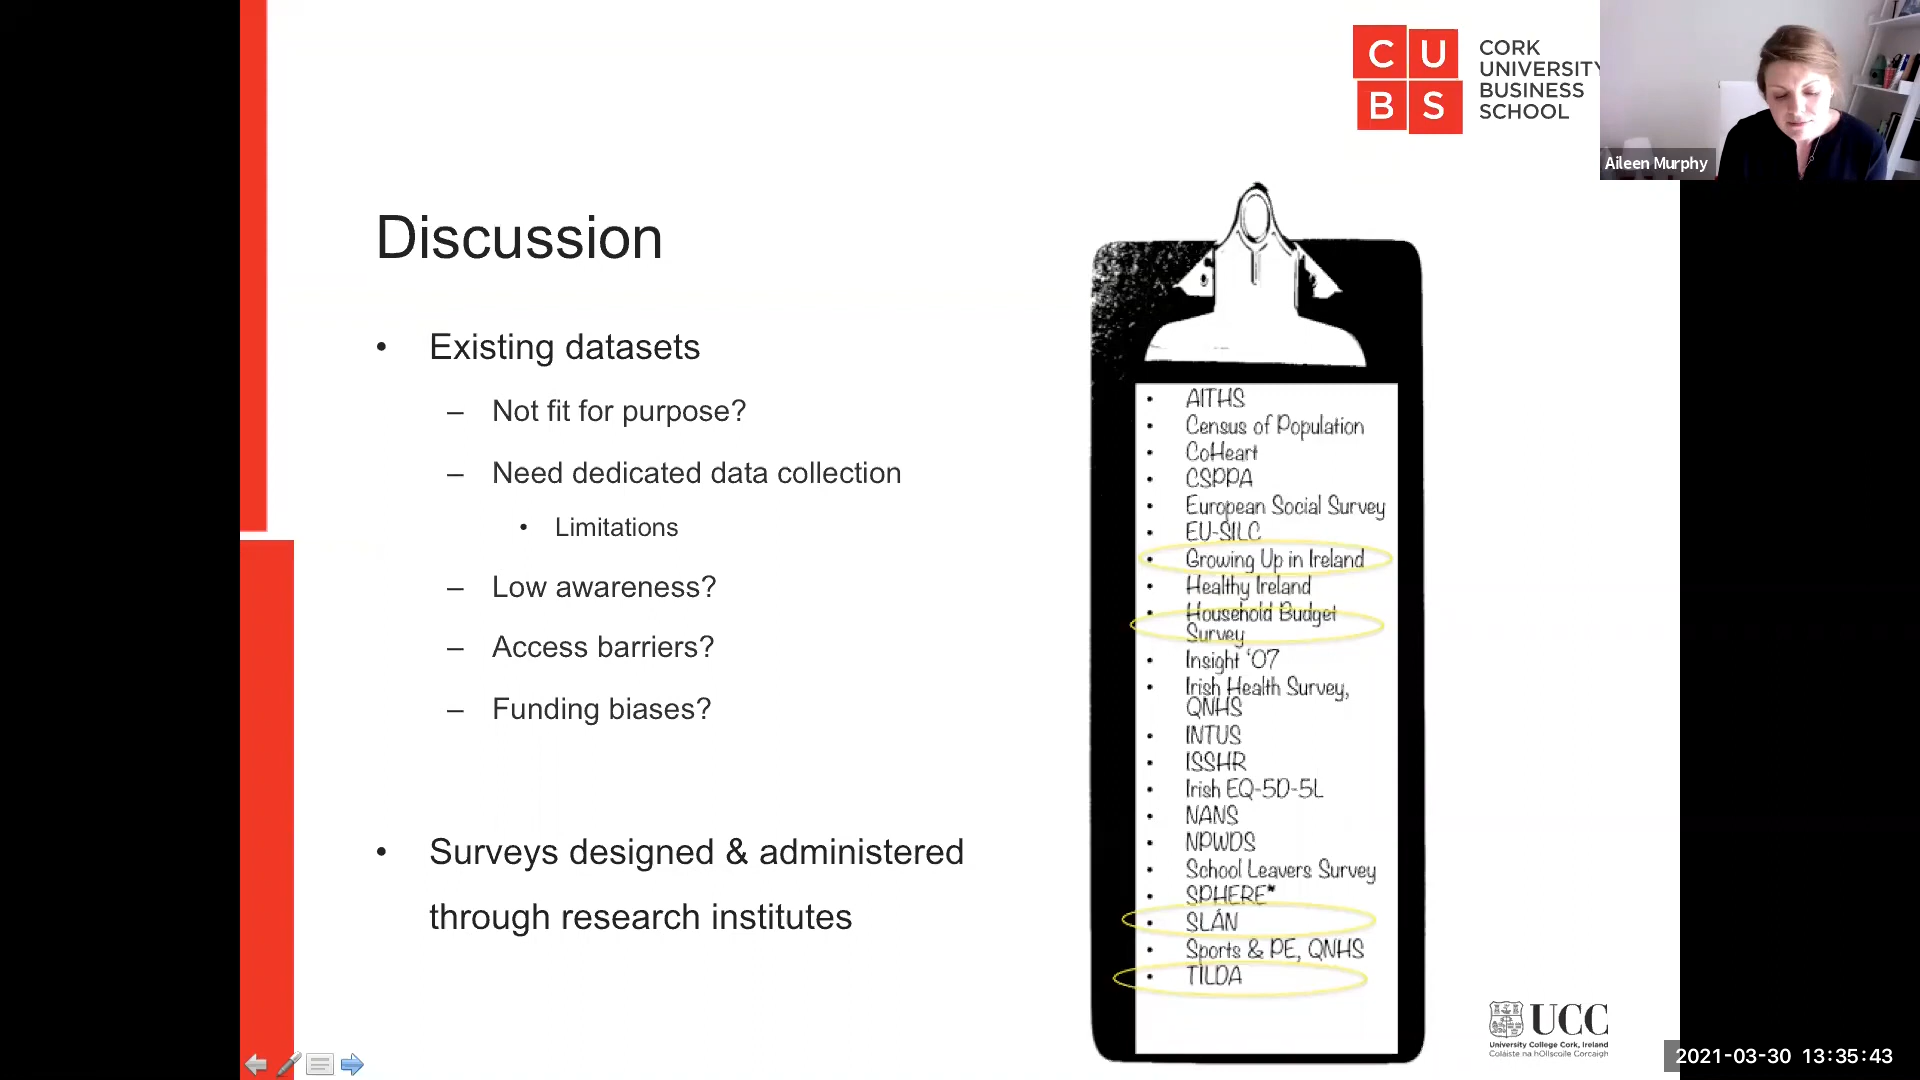 C U
B S
CORK
UNIVERSITY
BUSINESS
SCHOOL
Aileen Murphy
Discussion
• Existing datasets
– Not fit for purpose?
– Need dedicated data collection
• Limitations
– Low awareness?
– Access barriers?
– Funding biases?
• Surveys designed & administered
through research institutes
• AITHS
• Census of Population
• CoHeart
• CSPPA
• European Social Survey
• EU-SILC
• Growing Up in Ireland
• Healthy Ireland
• Household Budget
Survey
• Insight ‘07
• Irish Health Survey,
QNHS
• INTUS
• ISSHR
• Irish EQ-5D-5L
• NANS
• NPWDS
• School Leavers Survey
• SPHERE*
• SLÁN
• Sports & PE, QNHS
• TILDA
UCC
University College Cork, Ireland
Coláiste na hOllscoile Corcaigh
2021-03-30 13:35:43